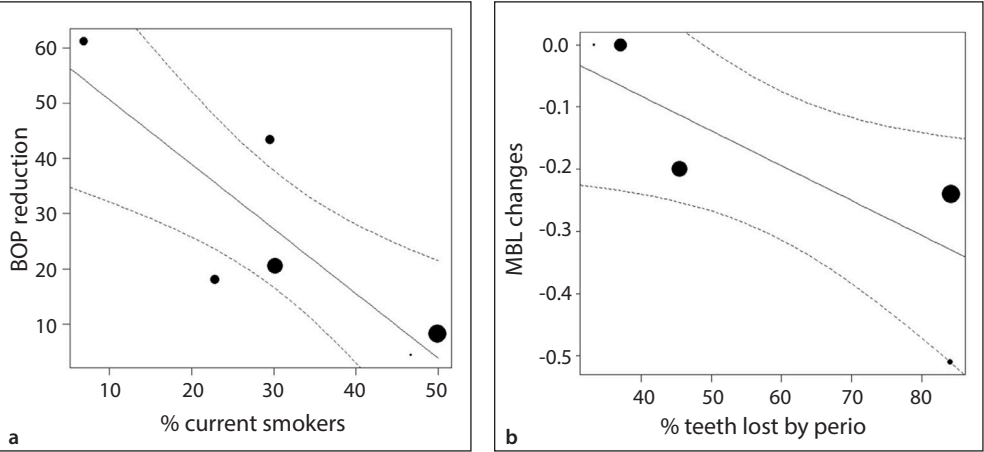 60
50
40
30
20
10
BOP reduction
10 20 30 40 50
% current smokers
a
0.0
-0.1
-0.2
-0.3
-0.4
-0.5
MBL changes
40 50 60 70 80
% teeth lost by perio
b